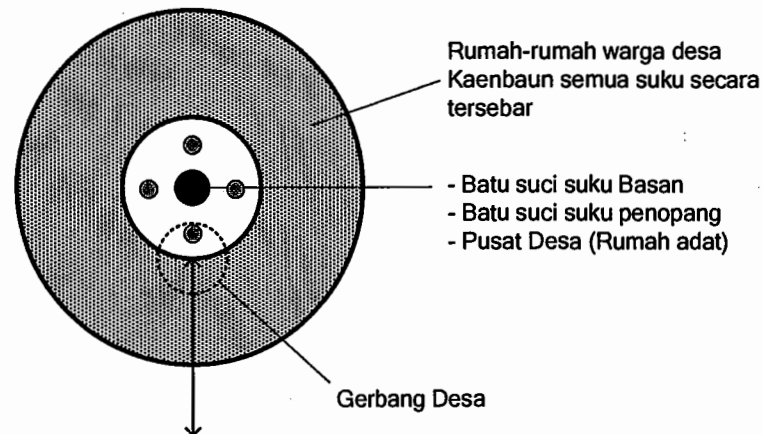 Rumah-rumah warga desa
Kaenbaun semua suku secara
tersebar
- Batu suci suku Basan
- Batu suci suku penopang
- Pusat Desa (Rumah adat)
Gerbang Desa